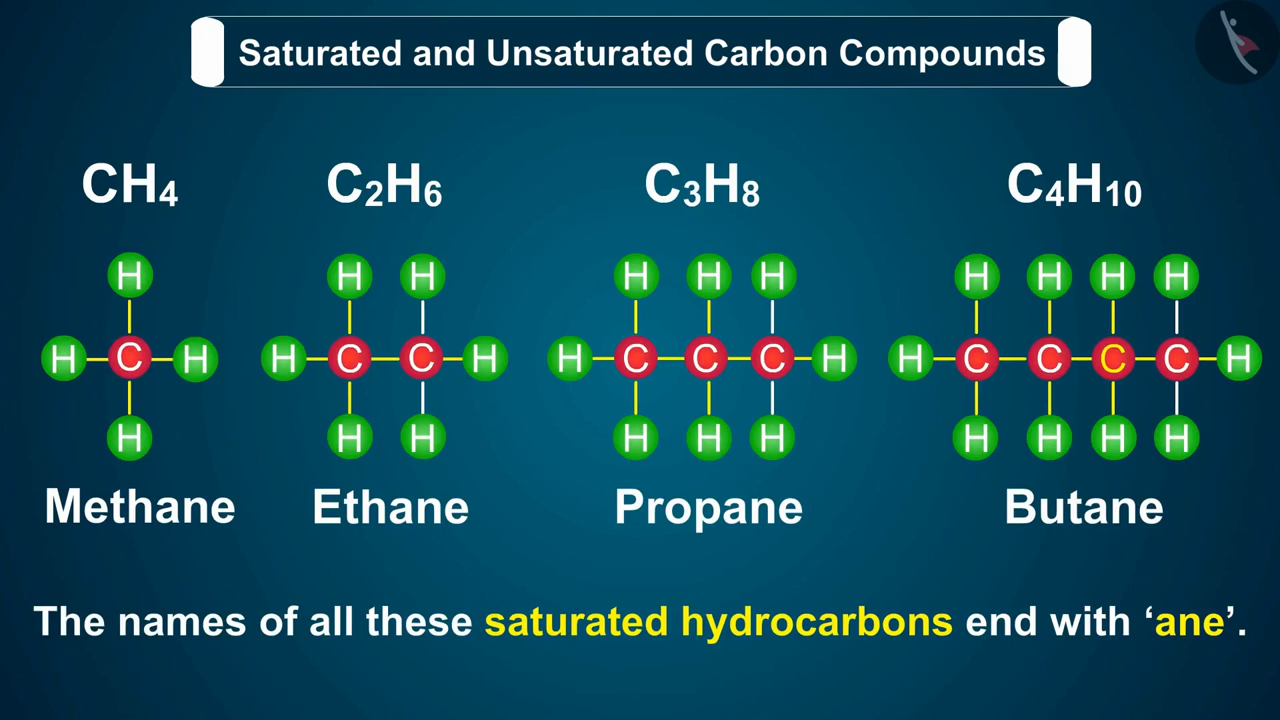 Saturated and Unsaturated Carbon Compounds
CH₄ C₂H₆ C₃H₈ C₄H₁₀
H H H H H H H H H H
H C H H C C H H C C C H H C C C C H
H H H H H H H H H H
Methane Ethane Propane Butane
The names of all these saturated hydrocarbons end with ‘ane’.